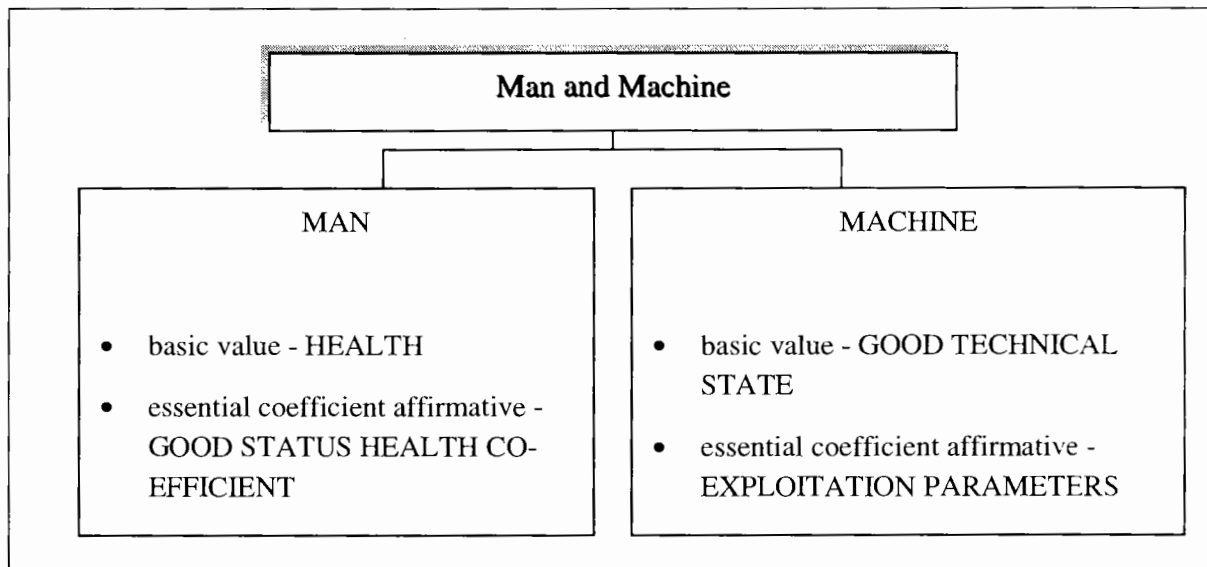 Man and Machine
MAN
• basic value - HEALTH
• essential coefficient affirmative -
GOOD STATUS HEALTH CO-
EFFICIENT
MACHINE
• basic value - GOOD TECHNICAL
STATE
• essential coefficient affirmative -
EXPLOITATION PARAMETERS